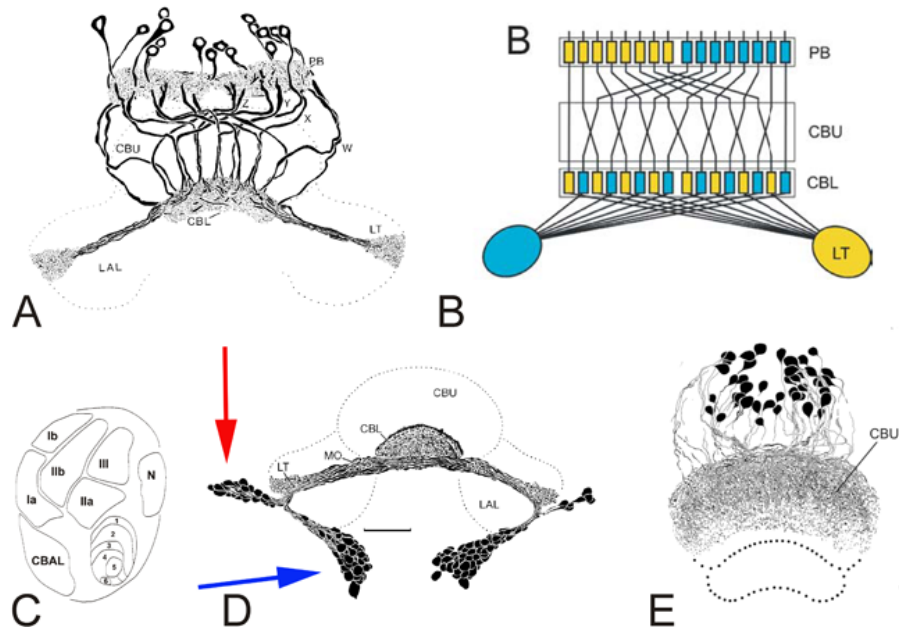 PB
Z
Y
X
CBU
W
CBL
LT
LAL
A
B
PB
CBU
CBL
LT
B
Ib
IIb
III
N
Ia
IIa
1
2
3
4
5
6
CBAL
C
CBU
CBL
MO
LT
LAL
D
CBU
E